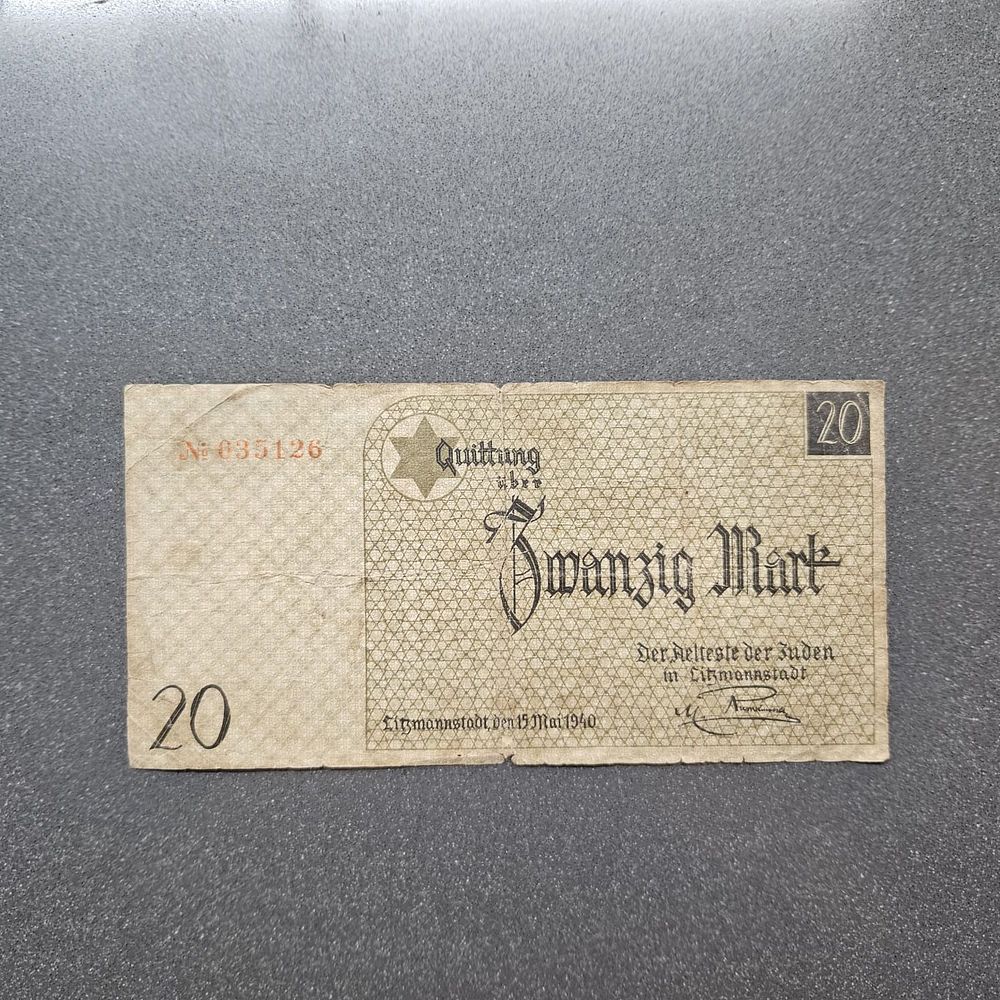 № 035126
20
Quittung
über
Zwanzig Mark
Der Aelteste der Juden
in Litzmannstadt
Litzmannstadt, den 15 Mai 1940
20